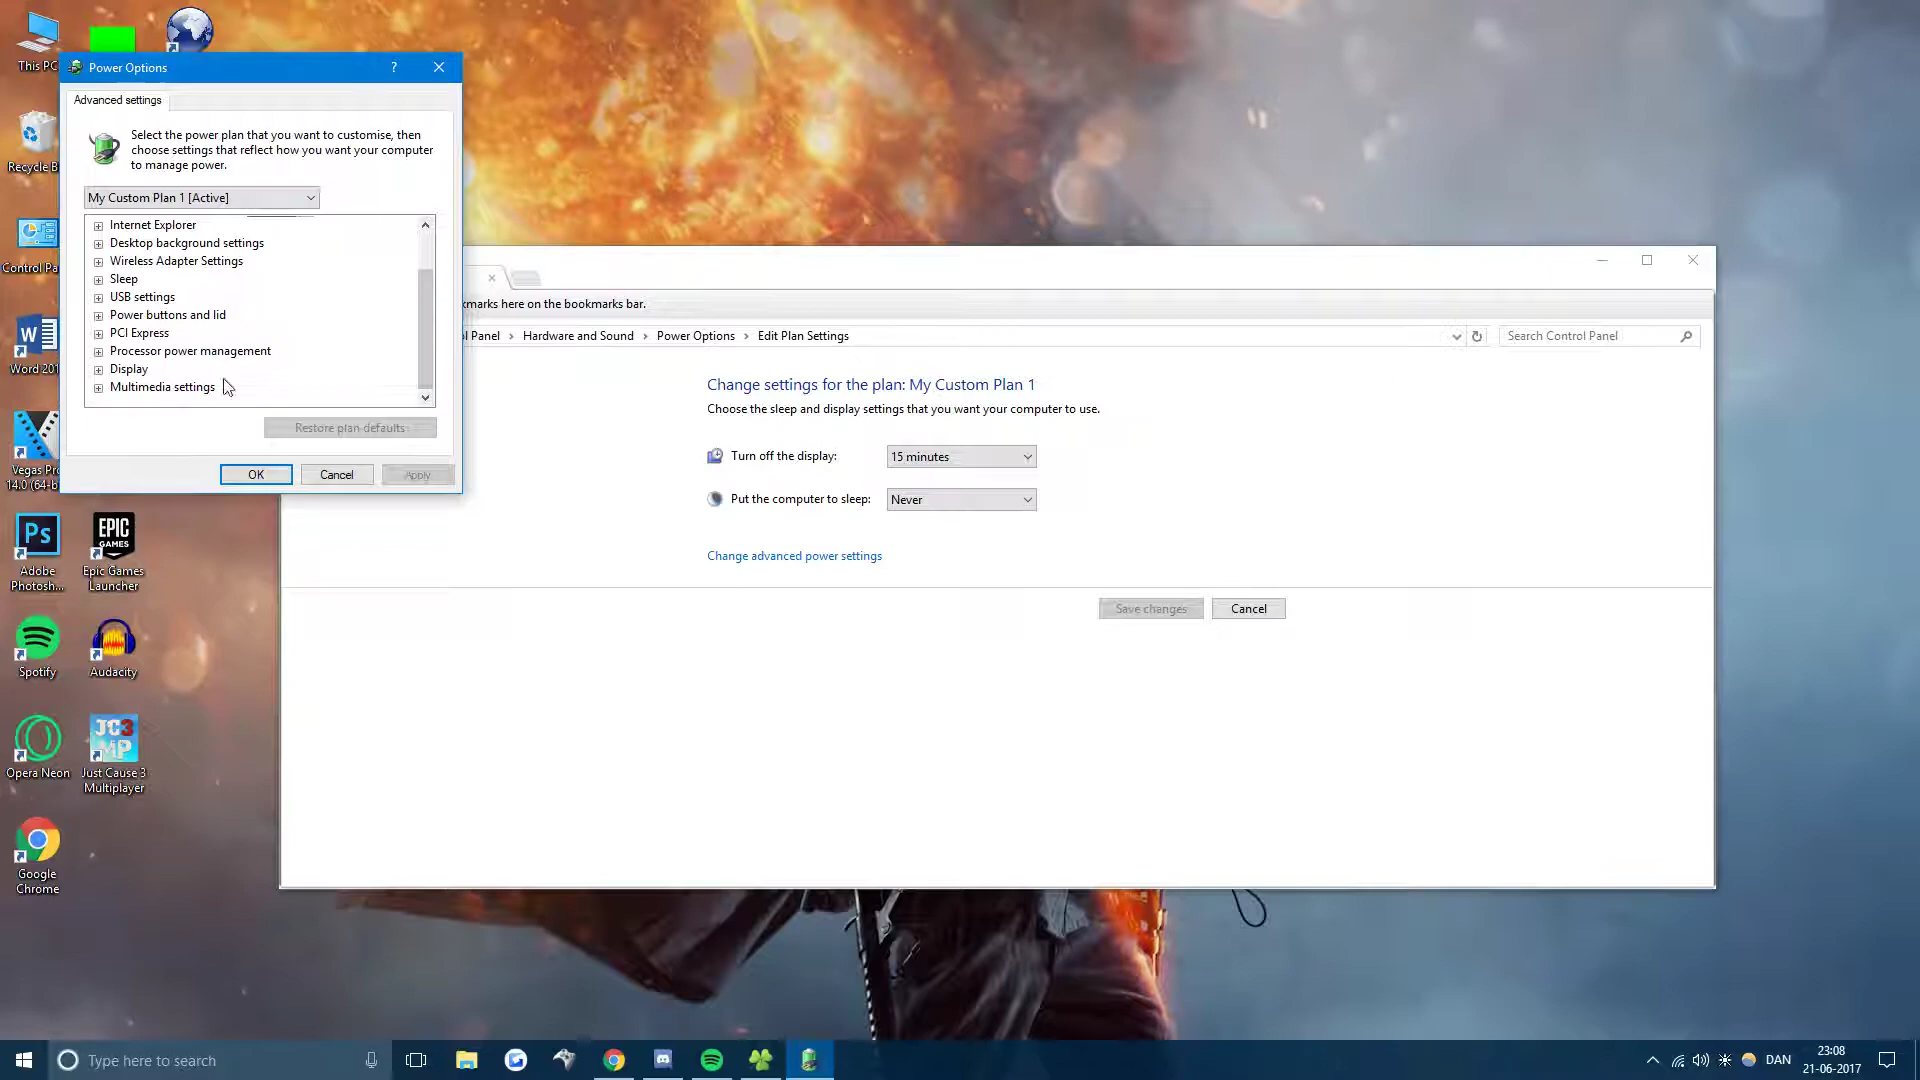 This PC
Recycle B
Control Pa
Word 201
Vegas Pro
14.0 (64-b
Adobe
Photosh...
Epic Games
Launcher
Spotify
Audacity
Opera Neon
Just Cause 3
Multiplayer
Google
Chrome
Ps
EPIC
GAMES
JC3
MP
Power Options
?
Advanced settings
Select the power plan that you want to customise, then
choose settings that reflect how you want your computer
to manage power.
My Custom Plan 1 [Active]
Internet Explorer
Desktop background settings
Wireless Adapter Settings
Sleep
USB settings
Power buttons and lid
PCI Express
Processor power management
Display
Multimedia settings
Restore plan defaults
OK
Cancel
Apply
kmarks here on the bookmarks bar.
ol Panel › Hardware and Sound › Power Options › Edit Plan Settings
Search Control Panel
Change settings for the plan: My Custom Plan 1
Choose the sleep and display settings that you want your computer to use.
Turn off the display: 15 minutes
Put the computer to sleep: Never
Change advanced power settings
Save changes
Cancel
Type here to search
DAN
23:08
21-06-2017